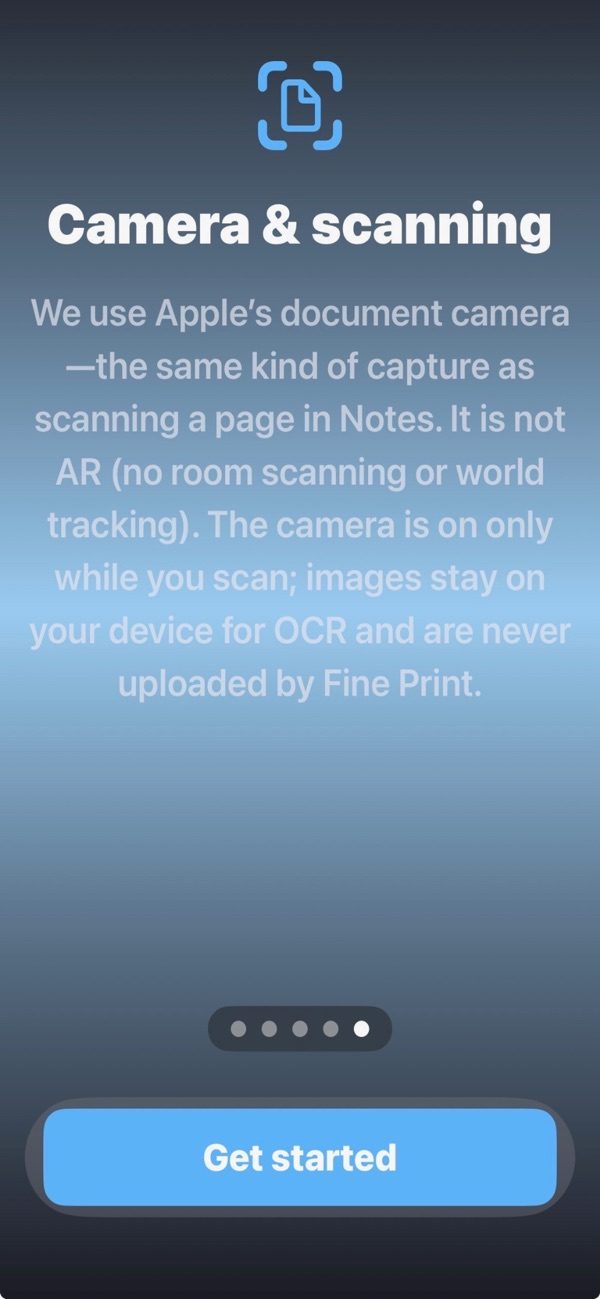 Camera & scanning
We use Apple’s document camera
—the same kind of capture as
scanning a page in Notes. It is not
AR (no room scanning or world
tracking). The camera is on only
while you scan; images stay on
your device for OCR and are never
uploaded by Fine Print.
Get started